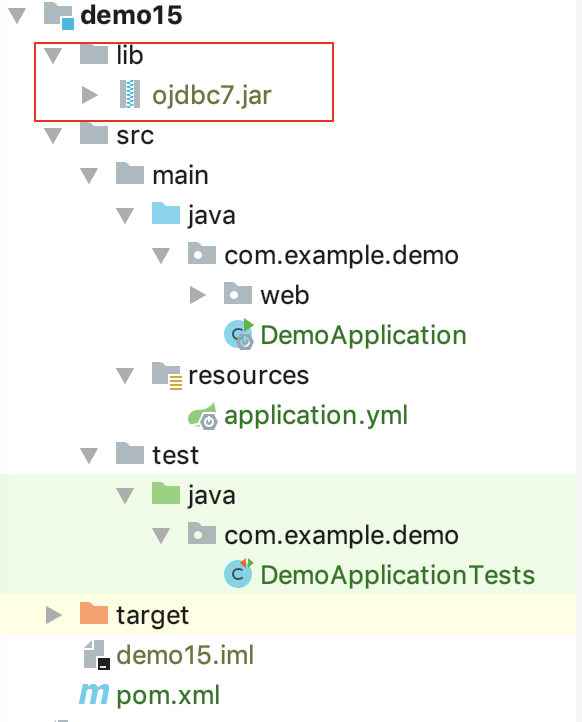 demo15
lib
ojdbc7.jar
src
main
java
com.example.demo
web
DemoApplication
resources
application.yml
test
java
com.example.demo
DemoApplicationTests
target
demo15.iml
pom.xml